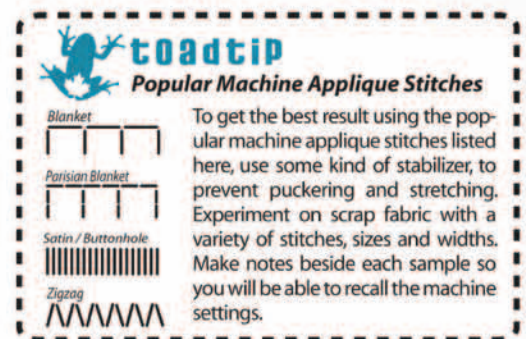 toadtip
Popular Machine Applique Stitches
Blanket
Parisian Blanket
Satin / Buttonhole
Zigzag
To get the best result using the pop-
ular machine applique stitches listed
here, use some kind of stabilizer, to
prevent puckering and stretching.
Experiment on scrap fabric with a
variety of stitches, sizes and widths.
Make notes beside each sample so
you will be able to recall the machine
settings.